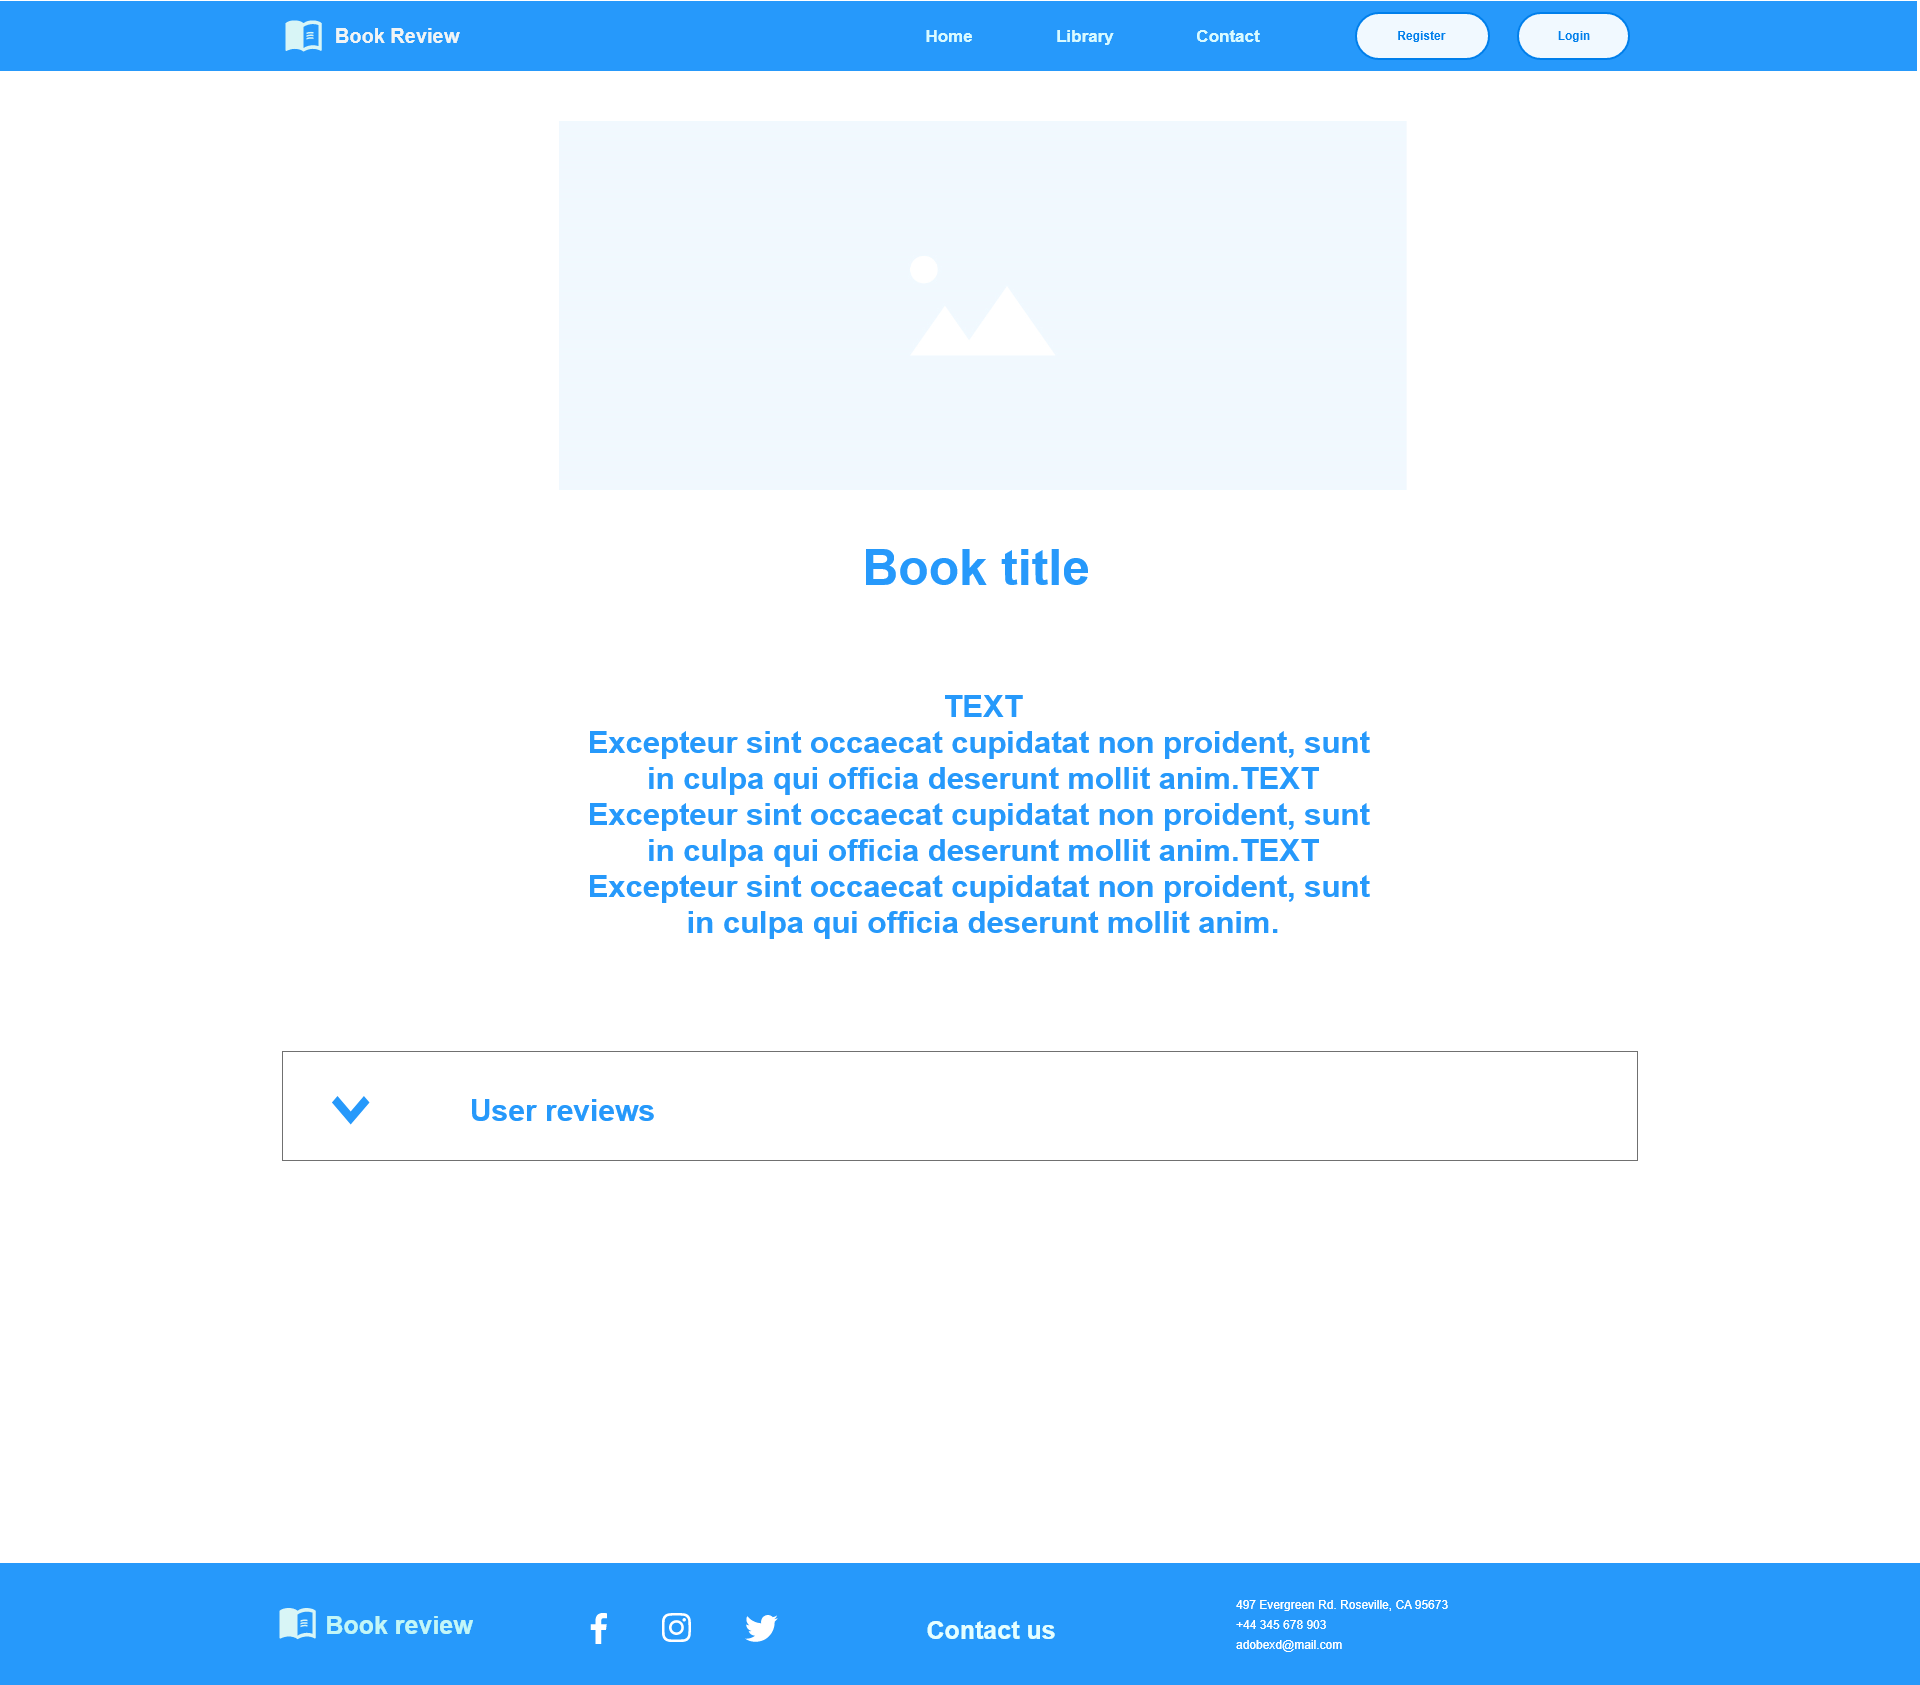 Book Review
Home
Library
Contact
Register
Login
Book title
TEXT
Excepteur sint occaecat cupidatat non proident, sunt
in culpa qui officia deserunt mollit anim.TEXT
Excepteur sint occaecat cupidatat non proident, sunt
in culpa qui officia deserunt mollit anim.TEXT
Excepteur sint occaecat cupidatat non proident, sunt
in culpa qui officia deserunt mollit anim.
User reviews
Book review
Contact us
497 Evergreen Rd. Roseville, CA 95673
+44 345 678 903
adobexd@mail.com